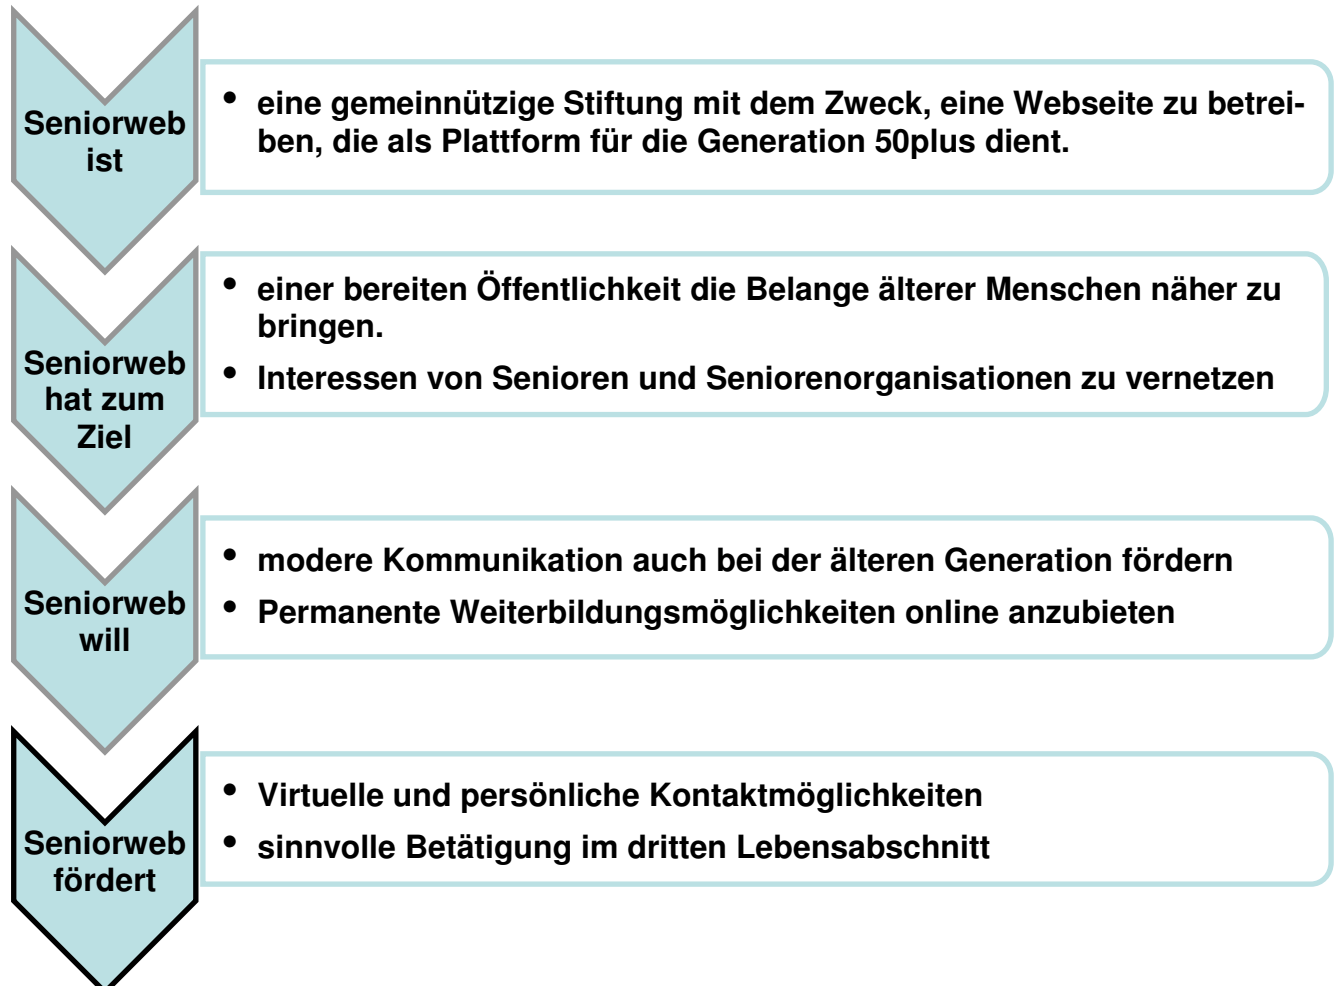 Seniorweb
ist
• eine gemeinnützige Stiftung mit dem Zweck, eine Webseite zu betrei-
ben, die als Plattform für die Generation 50plus dient.
Seniorweb
hat zum
Ziel
• einer bereiten Öffentlichkeit die Belange älterer Menschen näher zu
bringen.
• Interessen von Senioren und Seniorenorganisationen zu vernetzen
Seniorweb
will
• modere Kommunikation auch bei der älteren Generation fördern
• Permanente Weiterbildungsmöglichkeiten online anzubieten
Seniorweb
fördert
• Virtuelle und persönliche Kontaktmöglichkeiten
• sinnvolle Betätigung im dritten Lebensabschnitt